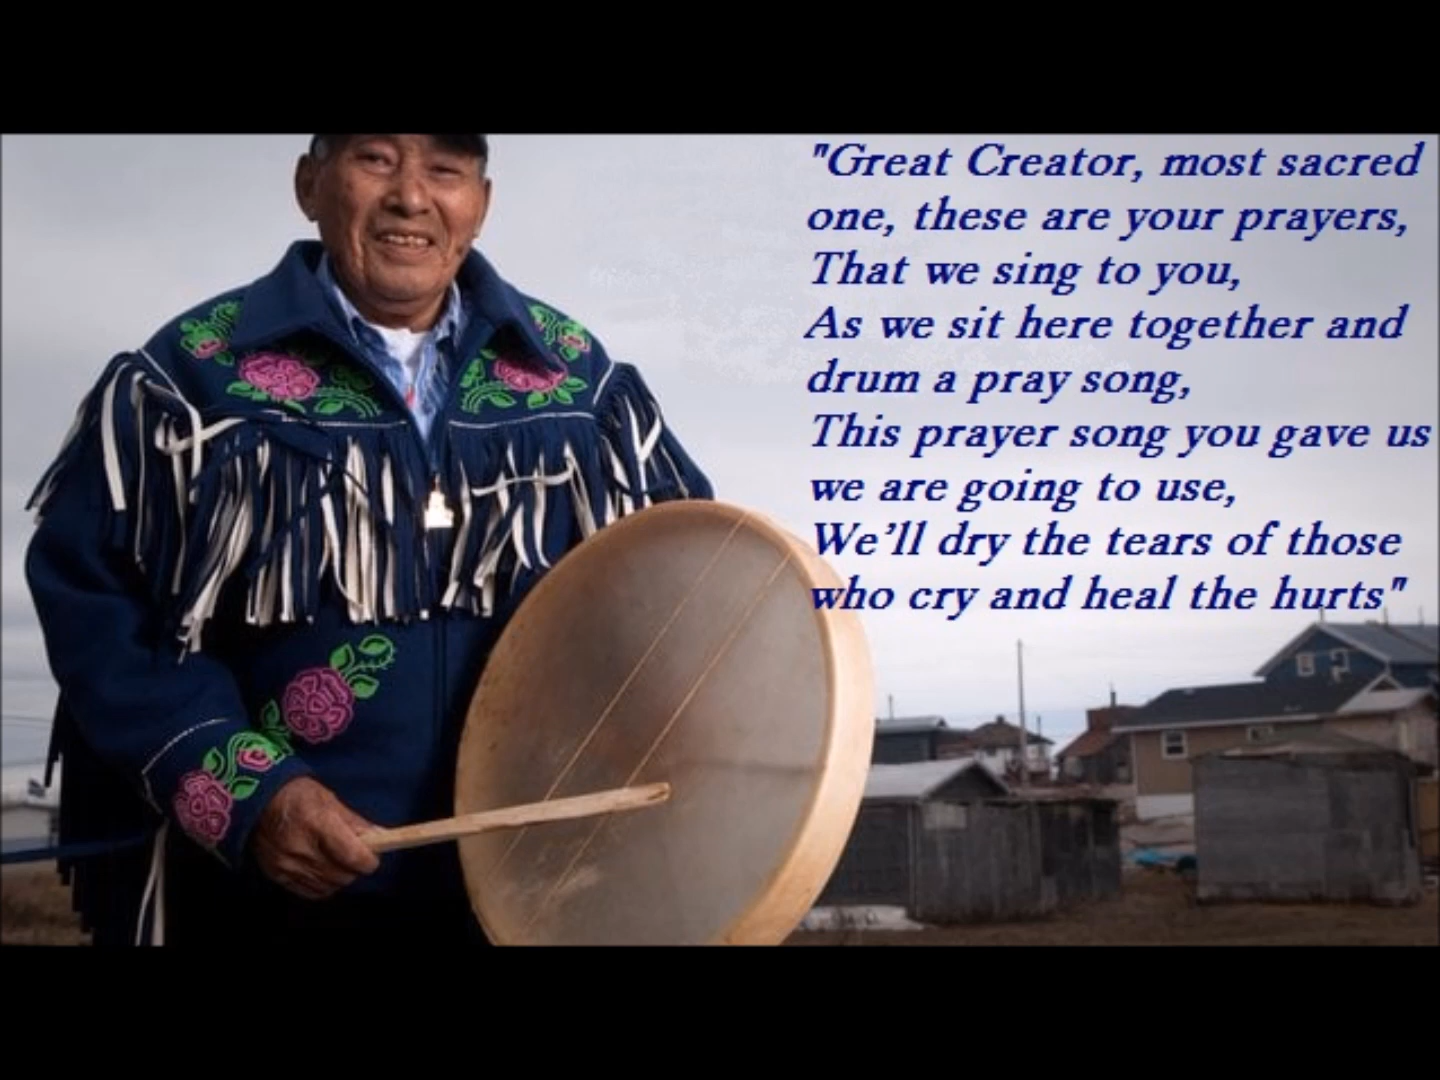 "Great Creator, most sacred
one, these are your prayers,
That we sing to you,
As we sit here together and
drum a pray song,
This prayer song you gave us
we are going to use,
We’ll dry the tears of those
who cry and heal the hurts"